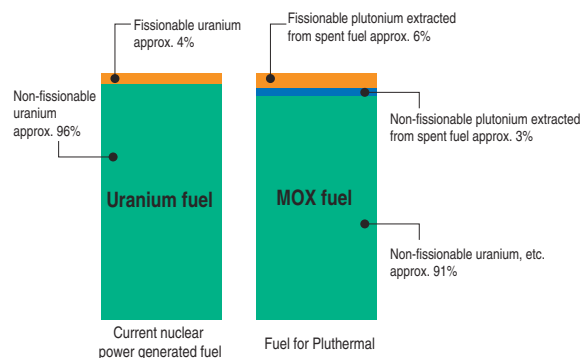 Fissionable uranium
approx. 4%
Fissionable plutonium extracted
from spent fuel approx. 6%
Non-fissionable
uranium
approx. 96%
Non-fissionable plutonium extracted
from spent fuel approx. 3%
Uranium fuel
MOX fuel
Non-fissionable uranium, etc.
approx. 91%
Current nuclear
power generated fuel
Fuel for Pluthermal